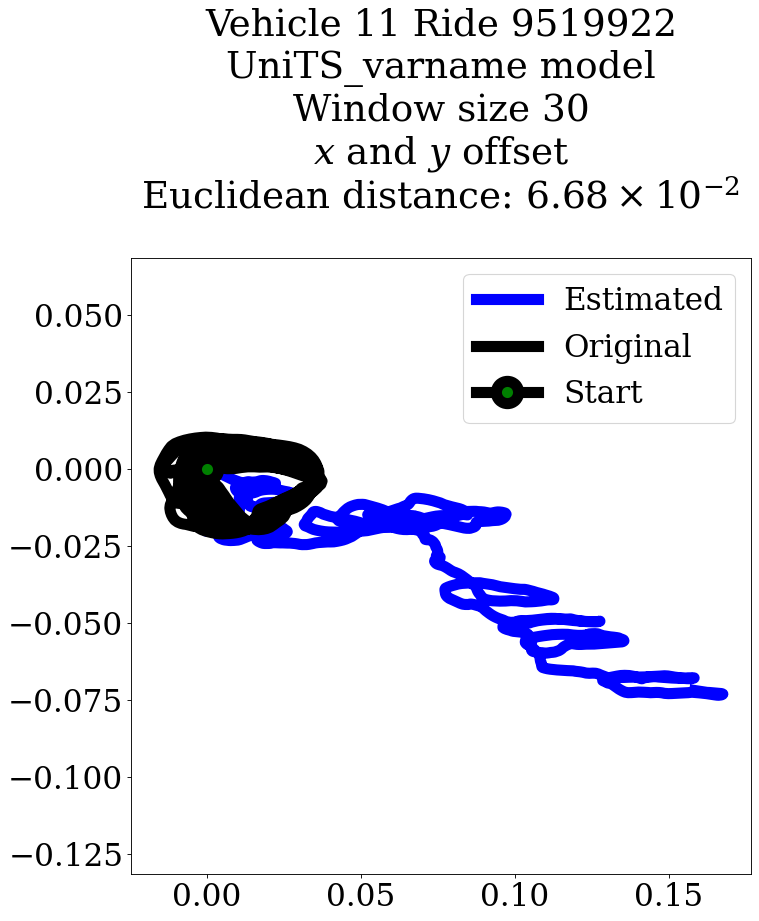 Vehicle 11 Ride 9519922
UniTS_varname model
Window size 30
x and y offset
Euclidean distance: 6.68 × 10⁻²
Estimated
Original
Start
0.050
0.025
0.000
−0.025
−0.050
−0.075
−0.100
−0.125
0.00 0.05 0.10 0.15